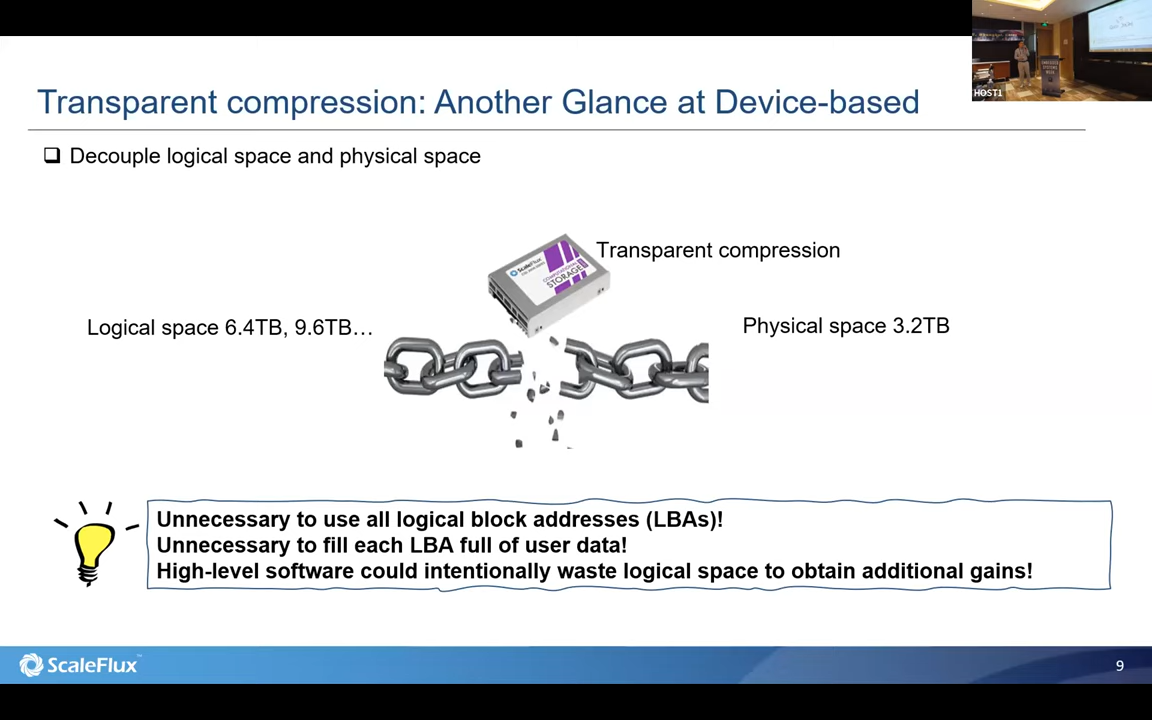 HOST1
Transparent compression: Another Glance at Device-based
Decouple logical space and physical space
ScaleFlux
COMPUTATIONAL
STORAGE
Transparent compression
Logical space 6.4TB, 9.6TB…
Physical space 3.2TB
Unnecessary to use all logical block addresses (LBAs)!
Unnecessary to fill each LBA full of user data!
High-level software could intentionally waste logical space to obtain additional gains!
ScaleFlux
9